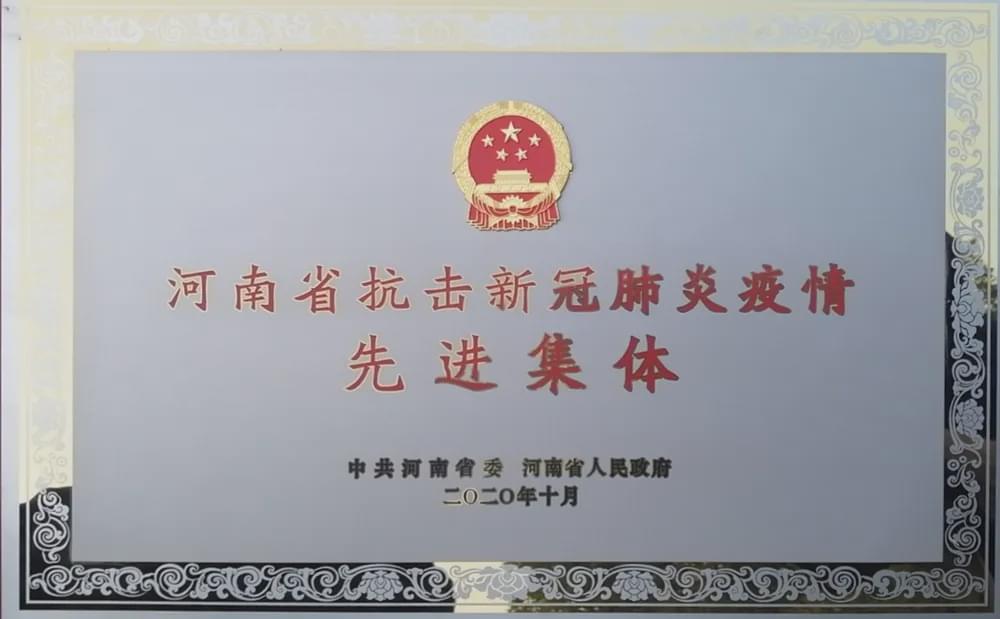 河南省抗击新冠肺炎疫情
先进集体
中共河南省委 河南省人民政府
二〇二〇年十月